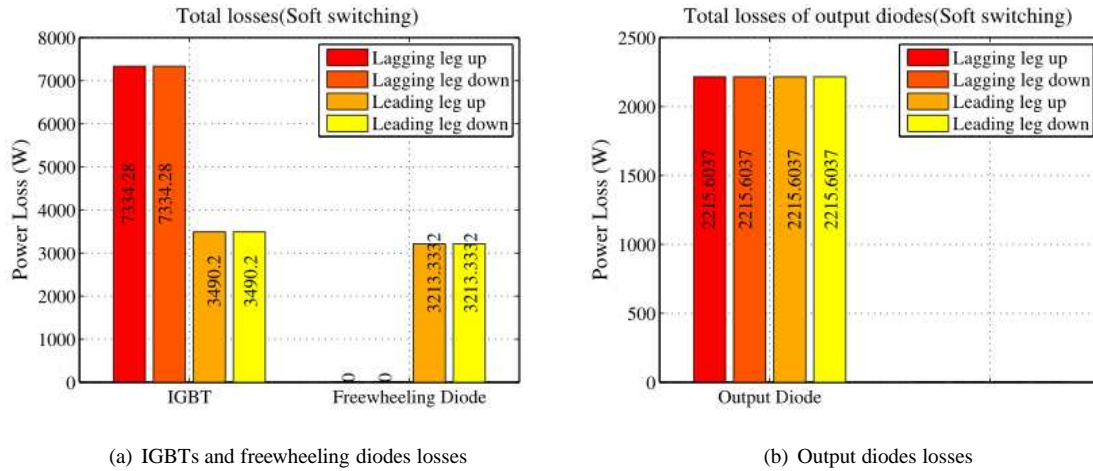 Total losses(Soft switching)
8000
7000
6000
5000
4000
3000
2000
1000
0
Power Loss (W)
Lagging leg up
Lagging leg down
Leading leg up
Leading leg down
7334.28
7334.28
3490.2
3490.2
0
0
3213.3332
3213.3332
IGBT
Freewheeling Diode
(a) IGBTs and freewheeling diodes losses
Total losses of output diodes(Soft switching)
2500
2000
1500
1000
500
0
Power Loss (W)
Lagging leg up
Lagging leg down
Leading leg up
Leading leg down
2215.6037
2215.6037
2215.6037
2215.6037
Output Diode
(b) Output diodes losses